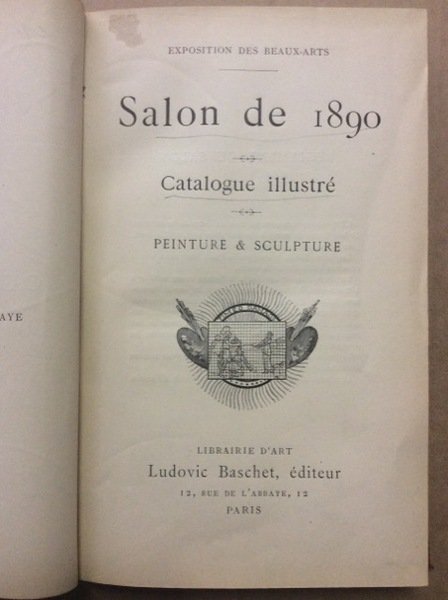 EXPOSITION DES BEAUX-ARTS
Salon de 1890
Catalogue illustré
PEINTURE & SCULPTURE
LIBRAIRIE D'ART
Ludovic Baschet, éditeur
12, RUE DE L'ABBAYE, 12
PARIS
AYE